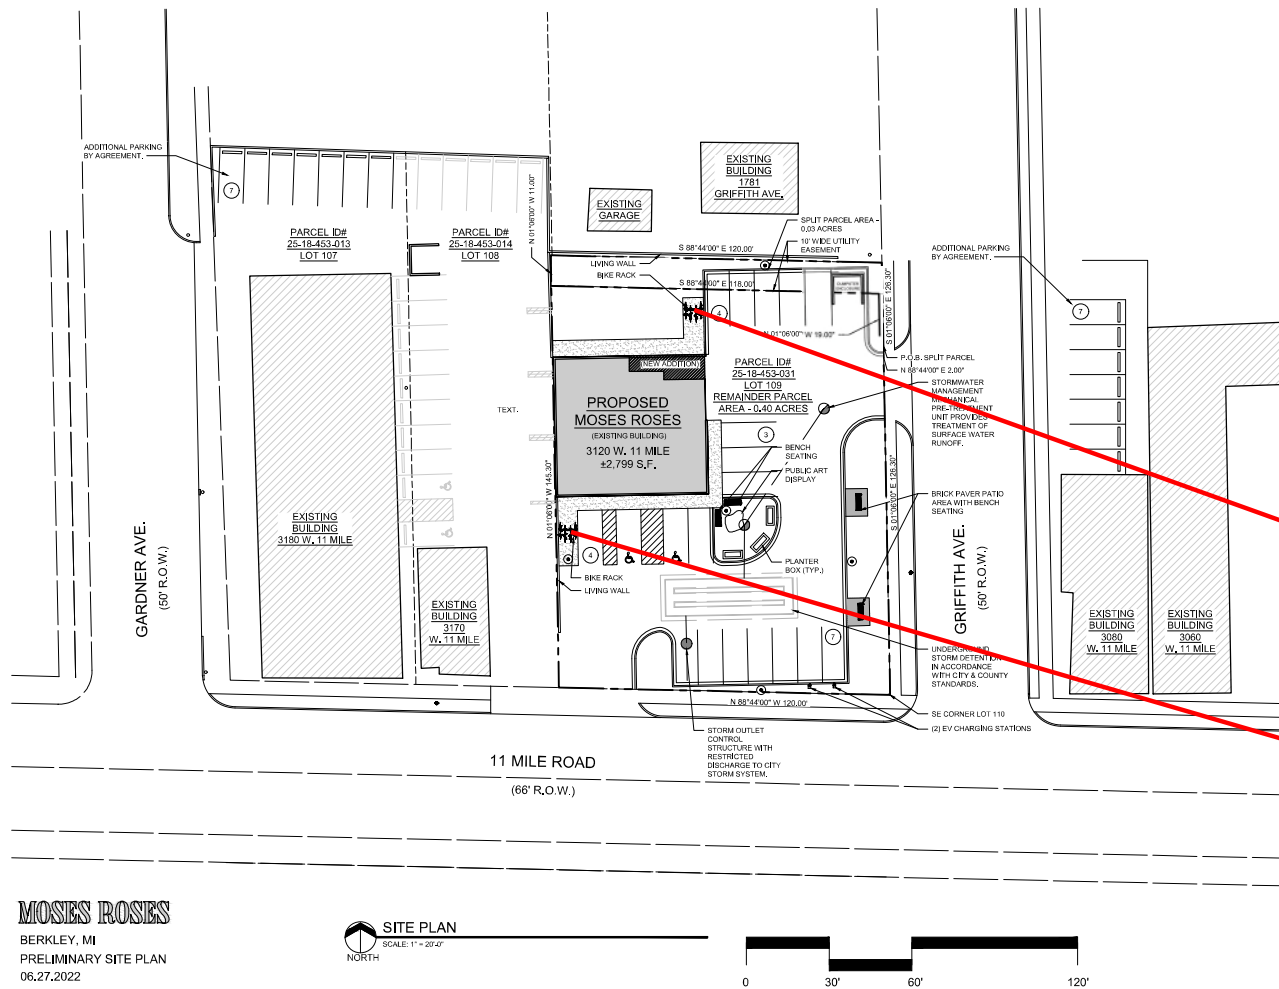 ADDITIONAL PARKING
BY AGREEMENT.
7
PARCEL ID#
25-18-453-013
LOT 107
PARCEL ID#
25-18-453-014
LOT 108
N 01°06'00" W 11.00'
EXISTING
GARAGE
EXISTING
BUILDING
1781
GRIFFITH AVE.
SPLIT PARCEL AREA -
0.03 ACRES
10' WIDE UTILITY
EASEMENT
S 88°44'00" E 120.00'
LIVING WALL
BIKE RACK
S 88°44'00" E 118.00'
DUMPSTER
ENCLOSURE
S 01°06'00" E 126.30'
4
N 01°06'00" W 19.00'
ADDITIONAL PARKING
BY AGREEMENT.
7
P.O.B. SPLIT PARCEL
N 88°44'00" E 2.00'
STORMWATER
MANAGEMENT
MECHANICAL
PRE-TREATMENT
UNIT PROVIDES
TREATMENT OF
SURFACE WATER
RUNOFF.
(NEW ADDITION)
PARCEL ID#
25-18-453-031
LOT 109
REMAINDER PARCEL
AREA - 0.40 ACRES
PROPOSED
MOSES ROSES
(EXISTING BUILDING)
3120 W. 11 MILE
±2,799 S.F.
TEXT.
3
BENCH
SEATING
PUBLIC ART
DISPLAY
N 01°06'00" W 145.30'
S 01°06'00" E 126.30'
BRICK PAVER PATIO
AREA WITH BENCH
SEATING
EXISTING
BUILDING
3180 W. 11 MILE
GARDNER AVE.
(50' R.O.W.)
GRIFFITH AVE.
(50' R.O.W.)
4
BIKE RACK
LIVING WALL
PLANTER
BOX (TYP.)
EXISTING
BUILDING
3170
W. 11 MILE
7
EXISTING
BUILDING
3080
W. 11 MILE
EXISTING
BUILDING
3060
W. 11 MILE
UNDERGROUND
STORM DETENTION
IN ACCORDANCE
WITH CITY & COUNTY
STANDARDS.
N 88°44'00" W 120.00'
SE CORNER LOT 110
(2) EV CHARGING STATIONS
STORM OUTLET
CONTROL
STRUCTURE WITH
RESTRICTED
DISCHARGE TO CITY
STORM SYSTEM.
11 MILE ROAD
(66' R.O.W.)
MOSES ROSES
BERKLEY, MI
PRELIMINARY SITE PLAN
06.27.2022
SITE PLAN
SCALE: 1" = 20'-0"
NORTH
0 30' 60' 120'